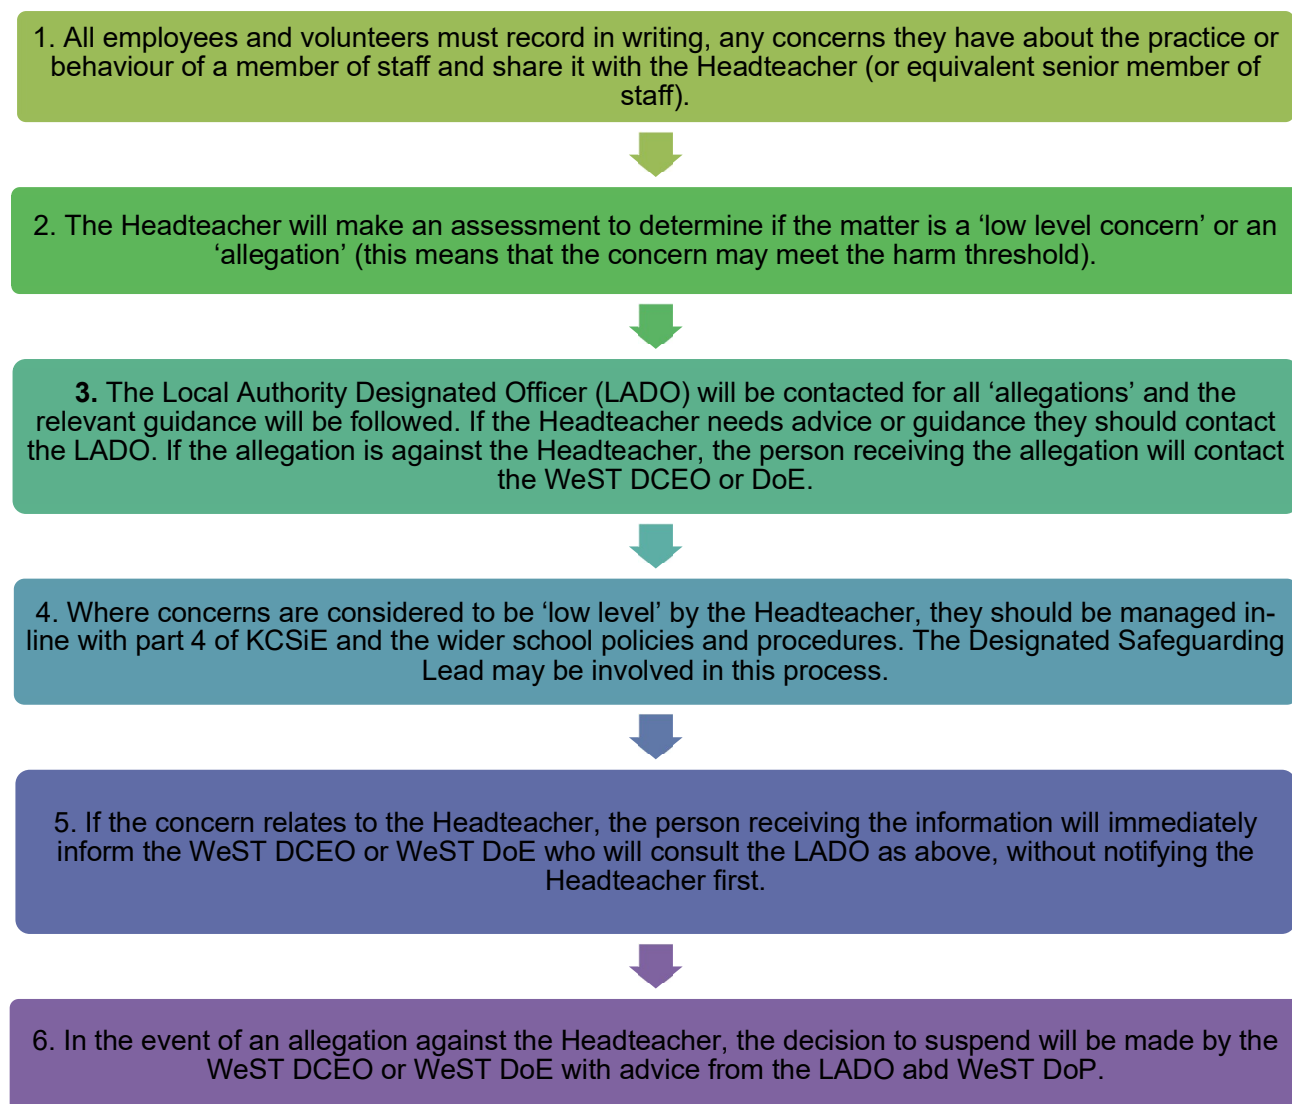 1. All employees and volunteers must record in writing, any concerns they have about the practice or
behaviour of a member of staff and share it with the Headteacher (or equivalent senior member of
staff).
2. The Headteacher will make an assessment to determine if the matter is a ‘low level concern’ or an
‘allegation’ (this means that the concern may meet the harm threshold).
3. The Local Authority Designated Officer (LADO) will be contacted for all ‘allegations’ and the
relevant guidance will be followed. If the Headteacher needs advice or guidance they should contact
the LADO. If the allegation is against the Headteacher, the person receiving the allegation will contact
the WeST DCEO or DoE.
4. Where concerns are considered to be ‘low level’ by the Headteacher, they should be managed in-
line with part 4 of KCSiE and the wider school policies and procedures. The Designated Safeguarding
Lead may be involved in this process.
5. If the concern relates to the Headteacher, the person receiving the information will immediately
inform the WeST DCEO or WeST DoE who will consult the LADO as above, without notifying the
Headteacher first.
6. In the event of an allegation against the Headteacher, the decision to suspend will be made by the
WeST DCEO or WeST DoE with advice from the LADO abd WeST DoP.